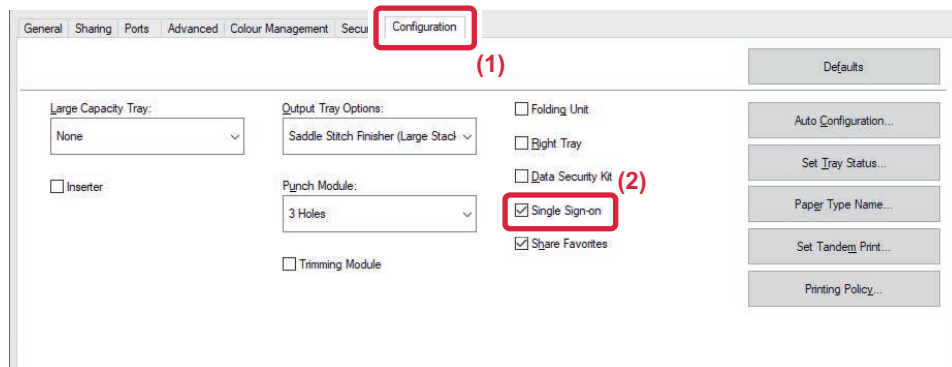 General Sharing Ports Advanced Colour Management Secu Configuration
(1)
Defaults
Large Capacity Tray:
None
Inserter
Output Tray Options:
Saddle Stitch Finisher (Large Stack
Punch Module:
3 Holes
Trimming Module
Folding Unit
Right Tray
Data Security Kit
(2)
Single Sign-on
Share Favorites
Auto Configuration...
Set Tray Status...
Paper Type Name...
Set Tandem Print...
Printing Policy...